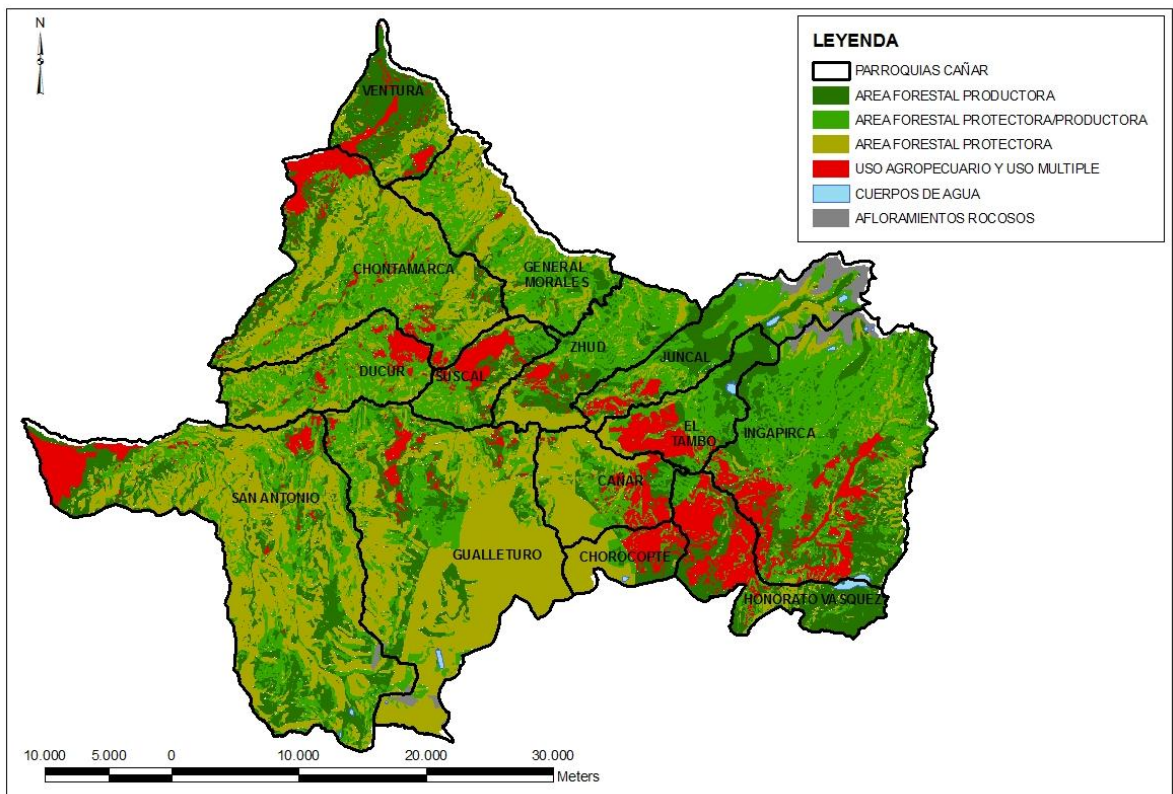 N
LEYENDA
PARROQUIAS CAÑAR
AREA FORESTAL PRODUCTORA
AREA FORESTAL PROTECTORA/PRODUCTORA
AREA FORESTAL PROTECTORA
USO AGROPECUARIO Y USO MULTIPLE
CUERPOS DE AGUA
AFLORAMIENTOS ROCOSOS
VENTURA
CHONTAMARCA
GENERAL
MORALES
ZHUD
JUNCAL
DUCUR
SUSCAL
EL
TAMBO
INGAPIRCA
CAÑAR
SAN ANTONIO
GUALLETURO
CHOROCOPTE
HONORATO VASQUEZ
10.000 5.000 0 10.000 20.000 30.000
Meters